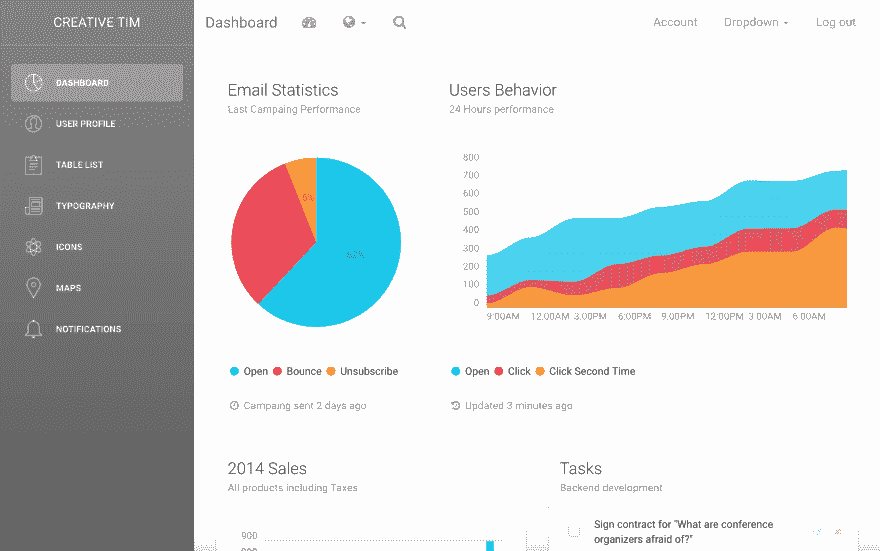 CREATIVE TIM
DASHBOARD
USER PROFILE
TABLE LIST
TYPOGRAPHY
ICONS
MAPS
NOTIFICATIONS
Dashboard
Account Dropdown Log out
Email Statistics
Last Campaing Performance
6%
62%
Open Bounce Unsubscribe
Campaing sent 2 days ago
Users Behavior
24 Hours performance
800
700
600
500
400
300
200
100
0
9:00AM 12:00AM 3:00PM 6:00PM 9:00PM 12:00PM 3:00AM 6:00AM
Open Click Click Second Time
Updated 3 minutes ago
2014 Sales
All products including Taxes
900
Tasks
Backend development
Sign contract for "What are conference
organizers afraid of?"